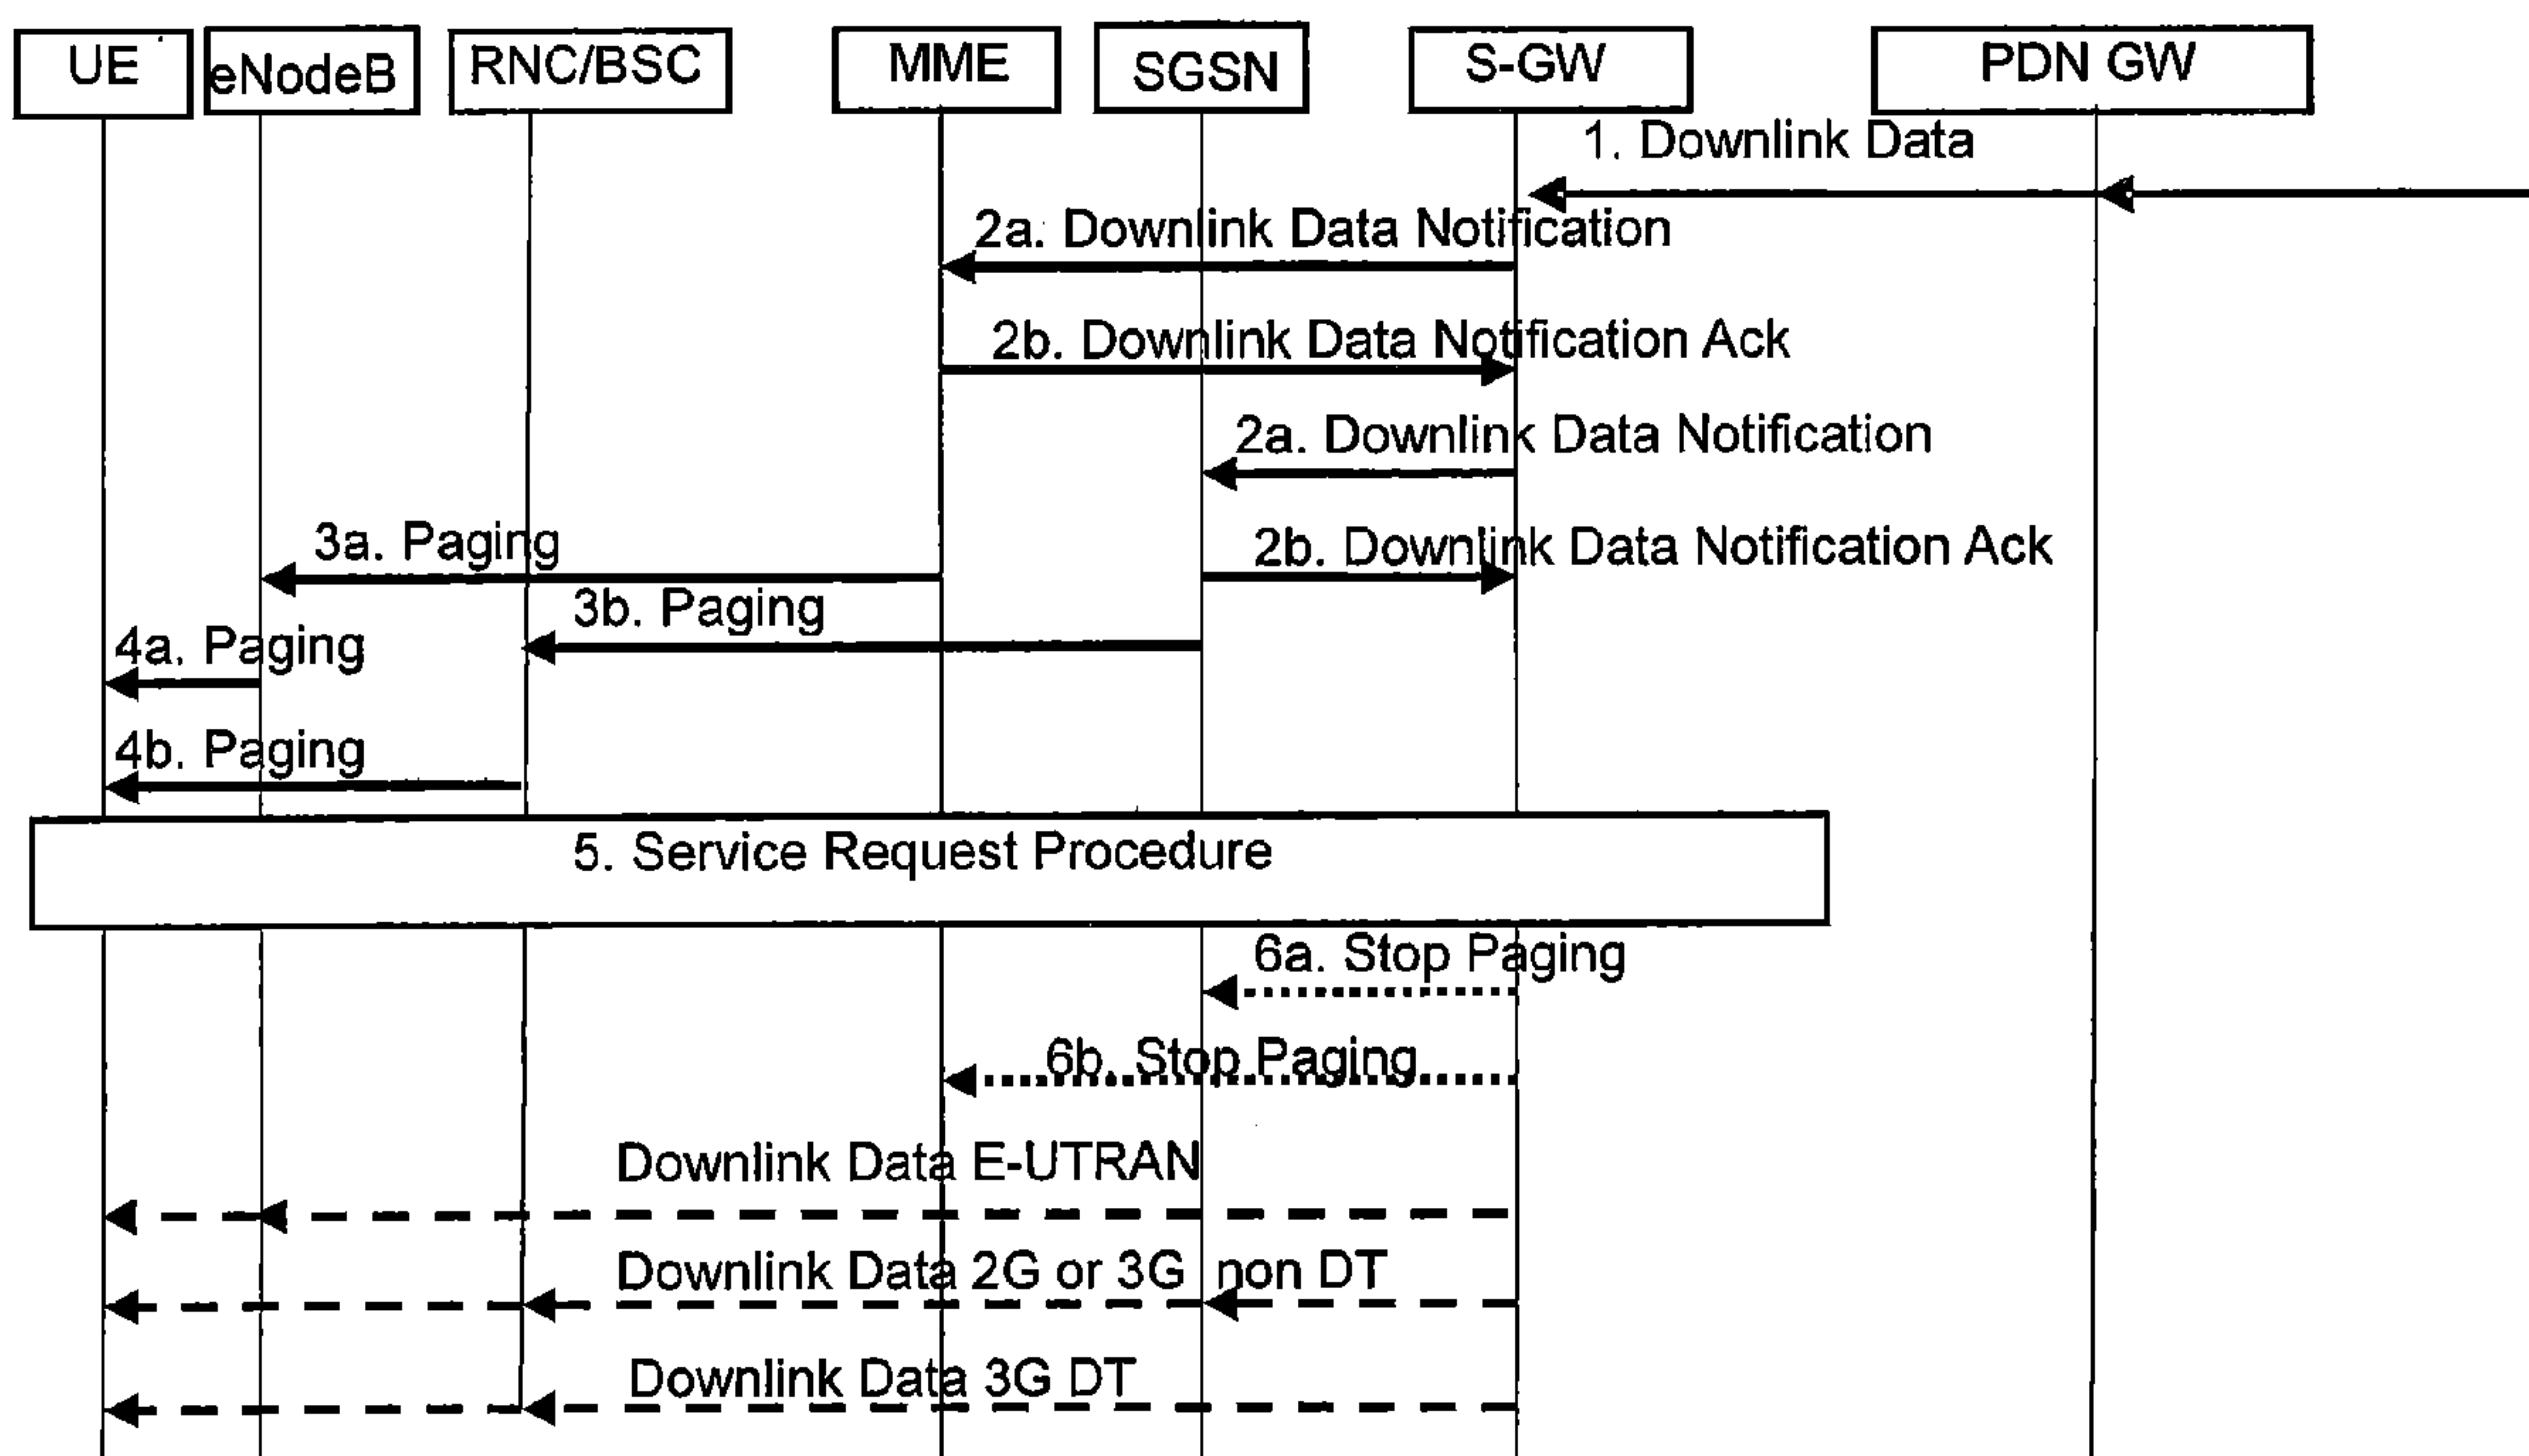 UE
eNodeB
RNC/BSC
MME
SGSN
S-GW
PDN GW
1. Downlink Data
2a. Downlink Data Notification
2b. Downlink Data Notification Ack
2a. Downlink Data Notification
3a. Paging
2b. Downlink Data Notification Ack
3b. Paging
4a. Paging
4b. Paging
5. Service Request Procedure
6a. Stop Paging
6b. Stop Paging
Downlink Data E-UTRAN
Downlink Data 2G or 3G non DT
Downlink Data 3G DT